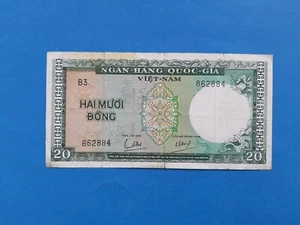 NGÂN-HÀNG QUỐC-GIA
VIỆT-NAM
B3
862884
HAI MƯƠI
ĐỒNG
862884
20
20